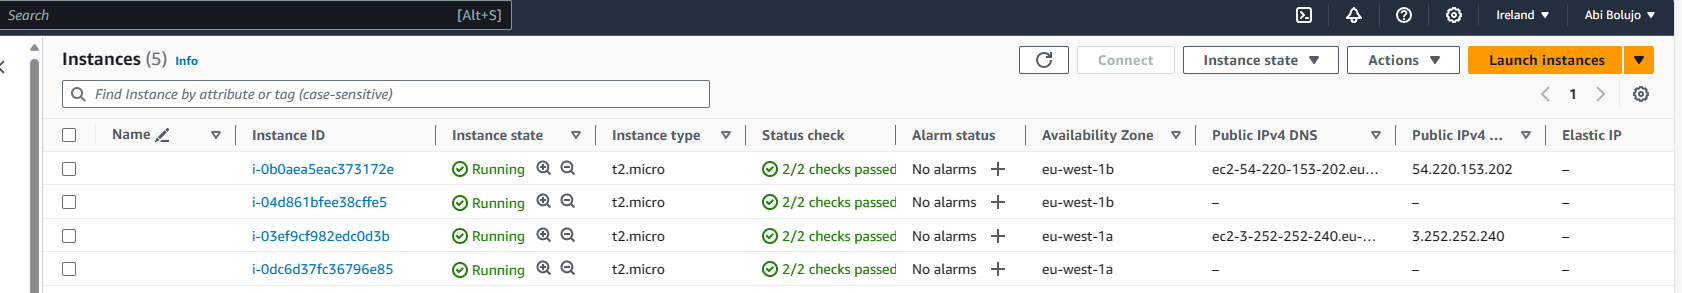 Search [Alt+S] Ireland Abi Bolujo
Instances (5) Info Connect Instance state Actions Launch instances
Find Instance by attribute or tag (case-sensitive) 1
Name Instance ID Instance state Instance type Status check Alarm status Availability Zone Public IPv4 DNS Public IPv4 ... Elastic IP
i-0b0aea5eac373172e Running t2.micro 2/2 checks passed No alarms + eu-west-1b ec2-54-220-153-202.eu... 54.220.153.202 –
i-04d861bfee38cffe5 Running t2.micro 2/2 checks passed No alarms + eu-west-1b – – –
i-03ef9cf982edc0d3b Running t2.micro 2/2 checks passed No alarms + eu-west-1a ec2-3-252-252-240.eu-... 3.252.252.240 –
i-0dc6d37fc36796e85 Running t2.micro 2/2 checks passed No alarms + eu-west-1a – – –